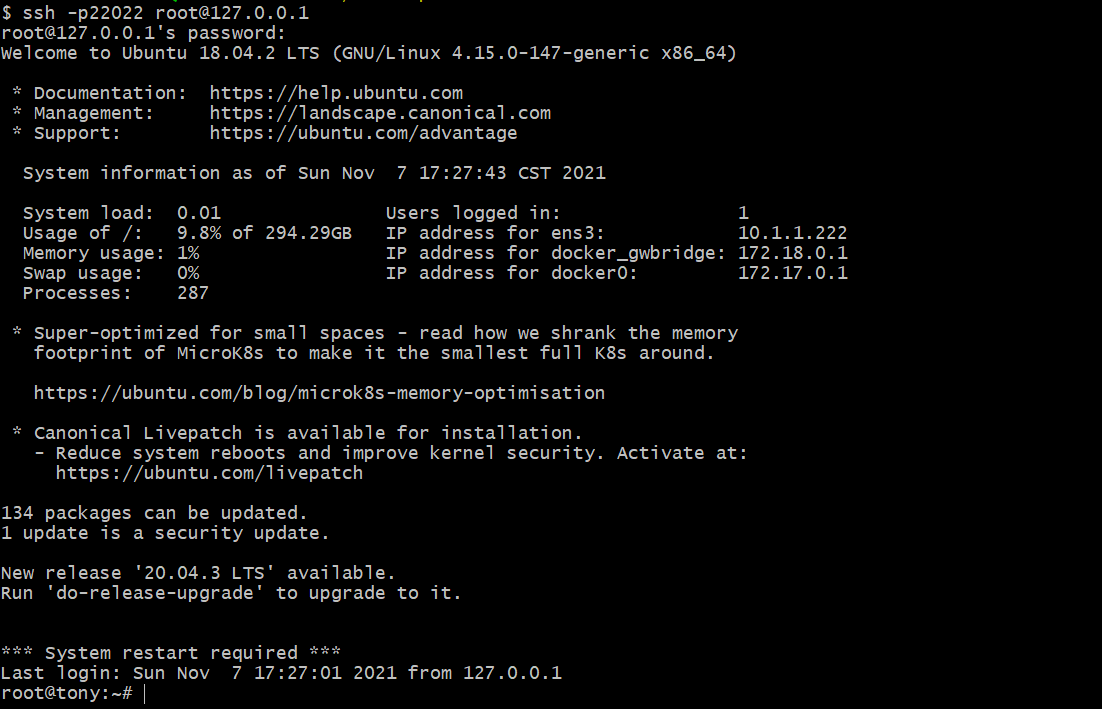 $ ssh -p22022 root@127.0.0.1
root@127.0.0.1's password:
Welcome to Ubuntu 18.04.2 LTS (GNU/Linux 4.15.0-147-generic x86_64)

 * Documentation:  https://help.ubuntu.com
 * Management:     https://landscape.canonical.com
 * Support:        https://ubuntu.com/advantage

  System information as of Sun Nov  7 17:27:43 CST 2021

  System load:  0.01               Users logged in:                1
  Usage of /:   9.8% of 294.29GB   IP address for ens3:            10.1.1.222
  Memory usage: 1%                 IP address for docker_gwbridge: 172.18.0.1
  Swap usage:   0%                 IP address for docker0:         172.17.0.1
  Processes:    287

 * Super-optimized for small spaces - read how we shrank the memory
   footprint of MicroK8s to make it the smallest full K8s around.

   https://ubuntu.com/blog/microk8s-memory-optimisation

 * Canonical Livepatch is available for installation.
   - Reduce system reboots and improve kernel security. Activate at:
     https://ubuntu.com/livepatch

134 packages can be updated.
1 update is a security update.

New release '20.04.3 LTS' available.
Run 'do-release-upgrade' to upgrade to it.


*** System restart required ***
Last login: Sun Nov  7 17:27:01 2021 from 127.0.0.1
root@tony:~#